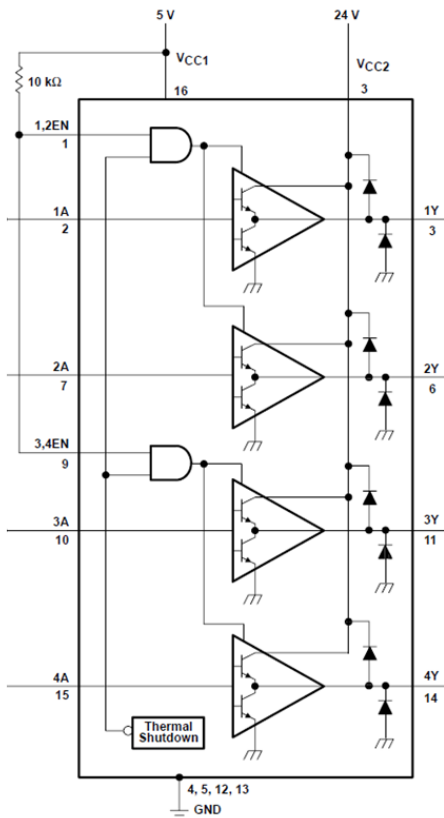 5 V
24 V
VCC1
VCC2
10 kΩ
16
3
1,2EN
1
1A
2
1Y
3
2A
7
2Y
6
3,4EN
9
3A
10
3Y
11
4A
15
4Y
14
Thermal
Shutdown
4, 5, 12, 13
GND